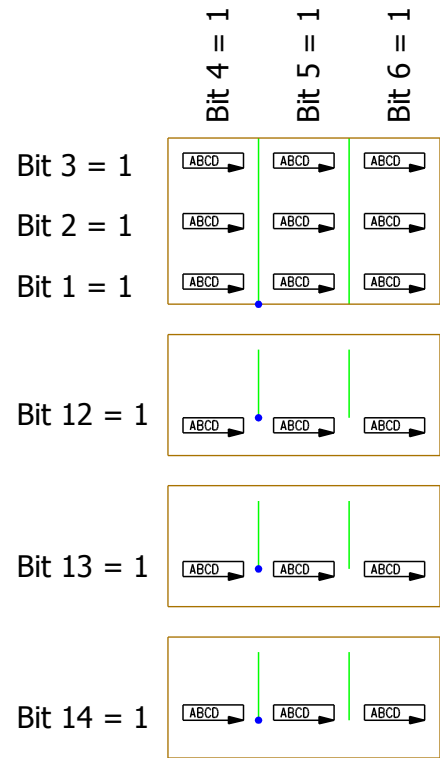 Bit 4 = 1 Bit 5 = 1 Bit 6 = 1
Bit 3 = 1 ABCD ABCD ABCD
Bit 2 = 1 ABCD ABCD ABCD
Bit 1 = 1 ABCD ABCD ABCD
Bit 12 = 1 ABCD ABCD ABCD
Bit 13 = 1 ABCD ABCD ABCD
Bit 14 = 1 ABCD ABCD ABCD